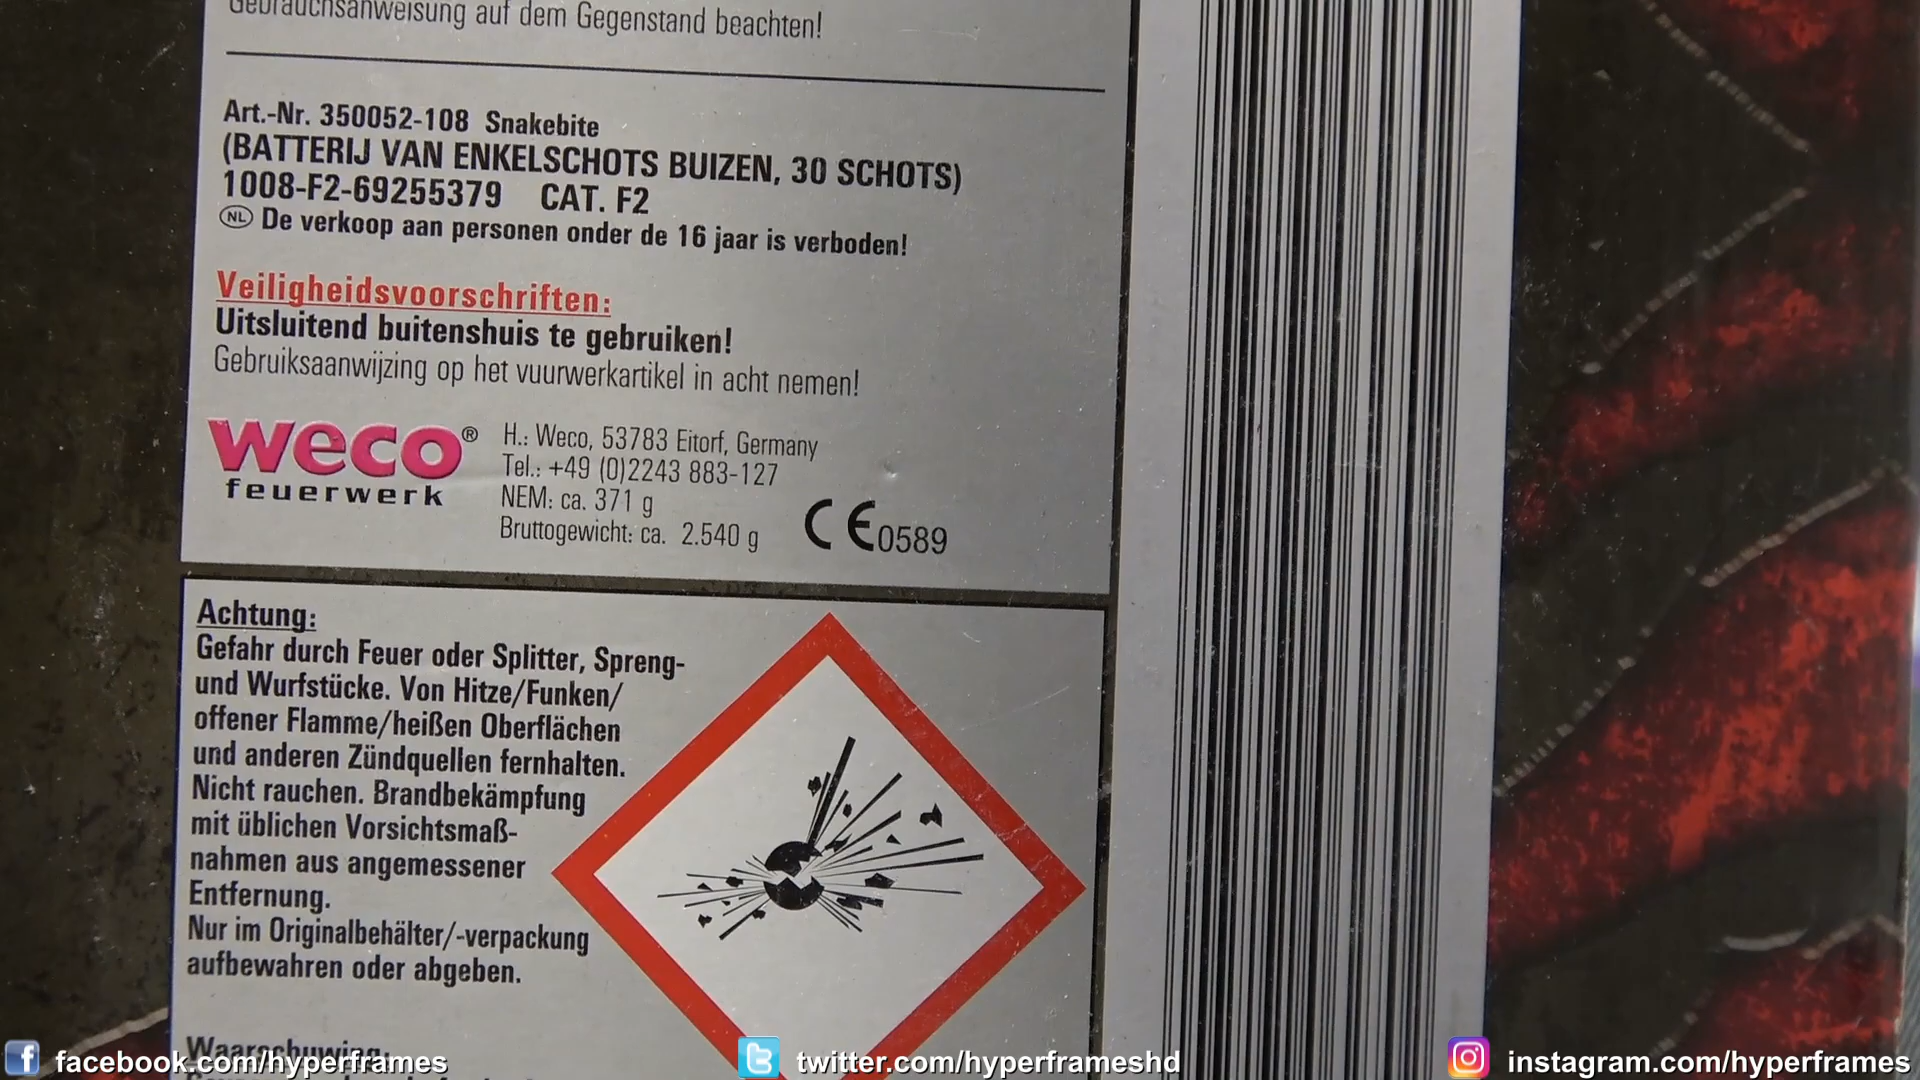 Gebrauchsanweisung auf dem Gegenstand beachten!
Art.-Nr. 350052-108 Snakebite
(BATTERIJ VAN ENKELSCHOTS BUIZEN, 30 SCHOTS)
1008-F2-69255379 CAT. F2
NL De verkoop aan personen onder de 16 jaar is verboden!
Veiligheidsvoorschriften:
Uitsluitend buitenshuis te gebruiken!
Gebruiksaanwijzing op het vuurwerkartikel in acht nemen!
weco®
feuerwerk
H.: Weco, 53783 Eitorf, Germany
Tel.: +49 (0)2243 883-127
NEM: ca. 371 g
Bruttogewicht: ca. 2.540 g
CE0589
Achtung:
Gefahr durch Feuer oder Splitter, Spreng-
und Wurfstücke. Von Hitze/Funken/
offener Flamme/heißen Oberflächen
und anderen Zündquellen fernhalten.
Nicht rauchen. Brandbekämpfung
mit üblichen Vorsichtsmaß-
nahmen aus angemessener
Entfernung.
Nur im Originalbehälter/-verpackung
aufbewahren oder abgeben.
Waarschuwing:
facebook.com/hyperframes
twitter.com/hyperframeshd
instagram.com/hyperframes